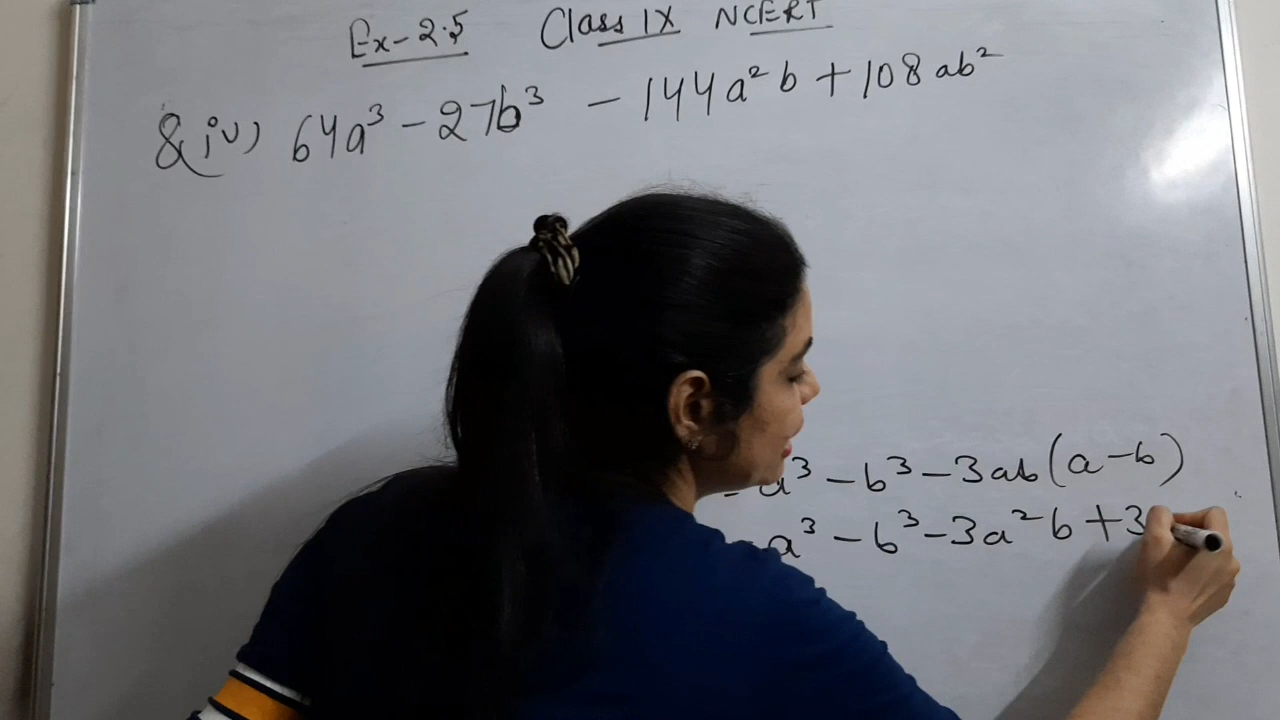 Ex-2.5 Class IX NCERT
Q iv) 64a³ - 27b³ - 144a²b + 108ab²
= a³ - b³ - 3ab(a-b)
= a³ - b³ - 3a²b + 3